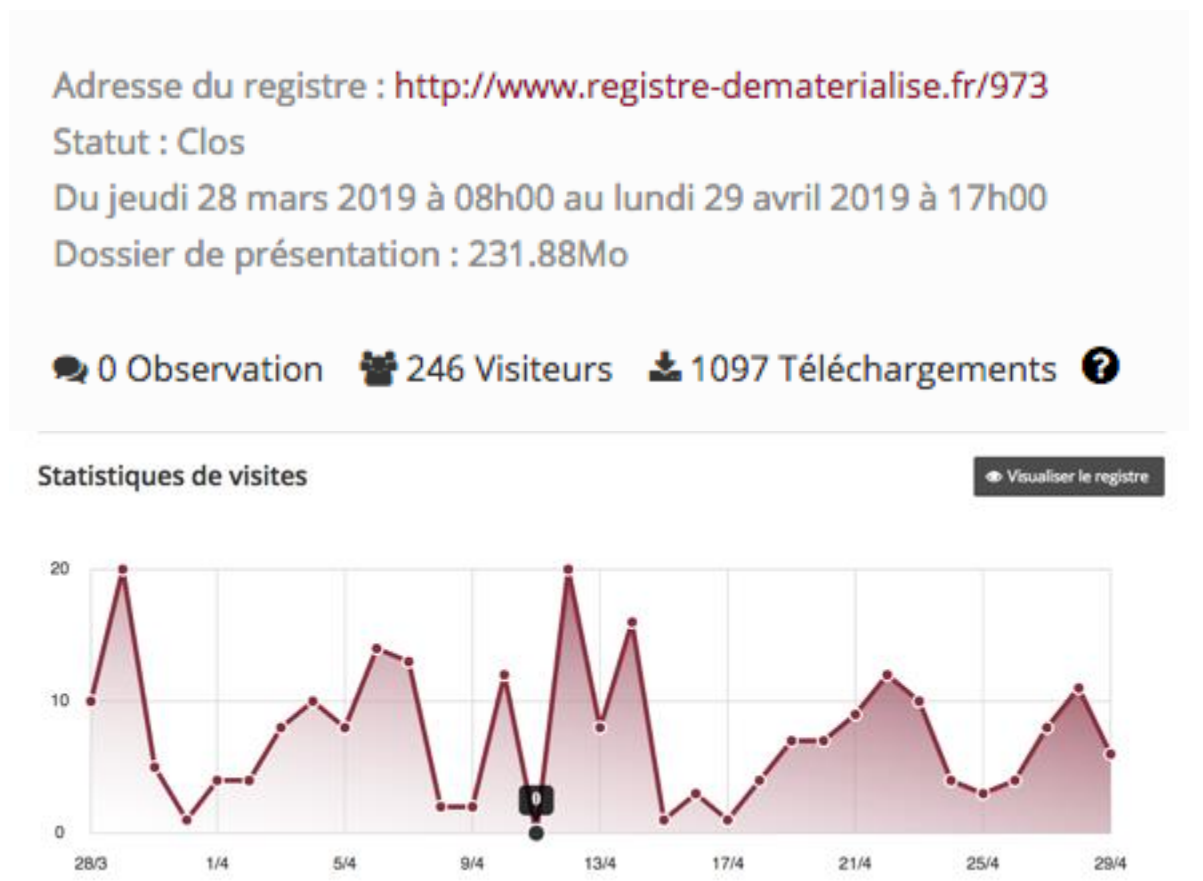 Adresse du registre : http://www.registre-dematerialise.fr/973
Statut : Clos
Du jeudi 28 mars 2019 à 08h00 au lundi 29 avril 2019 à 17h00
Dossier de présentation : 231.88Mo
0 Observation 246 Visiteurs 1097 Téléchargements ?
Statistiques de visites Visualiser le registre
20
10
0
0
28/3 1/4 5/4 9/4 13/4 17/4 21/4 25/4 29/4